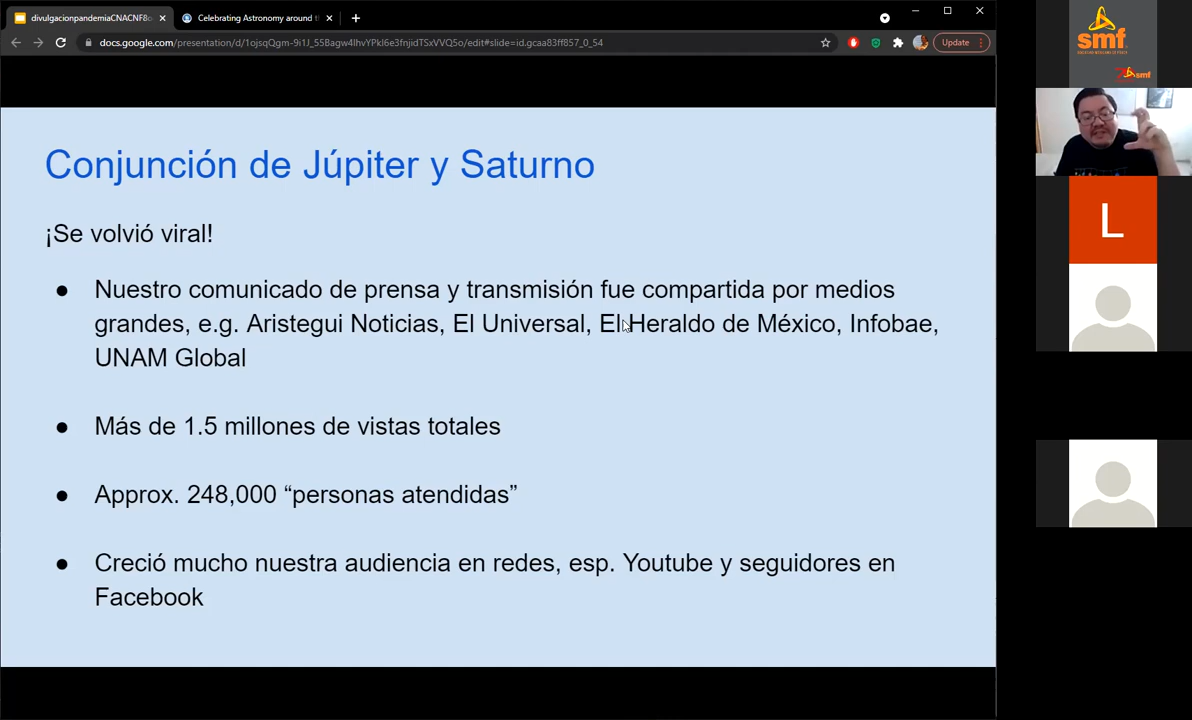 divulgacionpandemiaCNACNF8
Celebrating Astronomy around t
docs.google.com/presentation/d/1ojsqQgm-9i1J_55Bagw4IhvYPkI6e3fnjidTSxVVQ5o/edit#slide=id.gcaa83ff857_0_54
Update
Conjunción de Júpiter y Saturno
¡Se volvió viral!
● Nuestro comunicado de prensa y transmisión fue compartida por medios
grandes, e.g. Aristegui Noticias, El Universal, El Heraldo de México, Infobae,
UNAM Global
● Más de 1.5 millones de vistas totales
● Approx. 248,000 “personas atendidas”
● Creció mucho nuestra audiencia en redes, esp. Youtube y seguidores en
Facebook
smf
smf
L